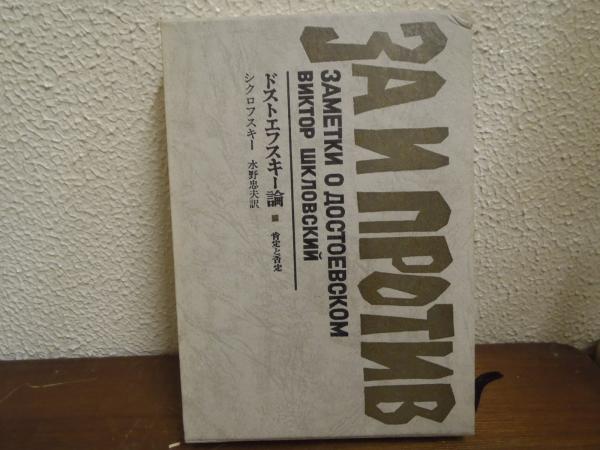 ЗА И ПРОТИВ
ЗАМЕТКИ О ДОСТОЕВСКОМ
ВИКТОР ШКЛОВСКИЙ
ドストエフスキー論 ■ 肯定と否定
シクロフスキー 水野忠夫訳